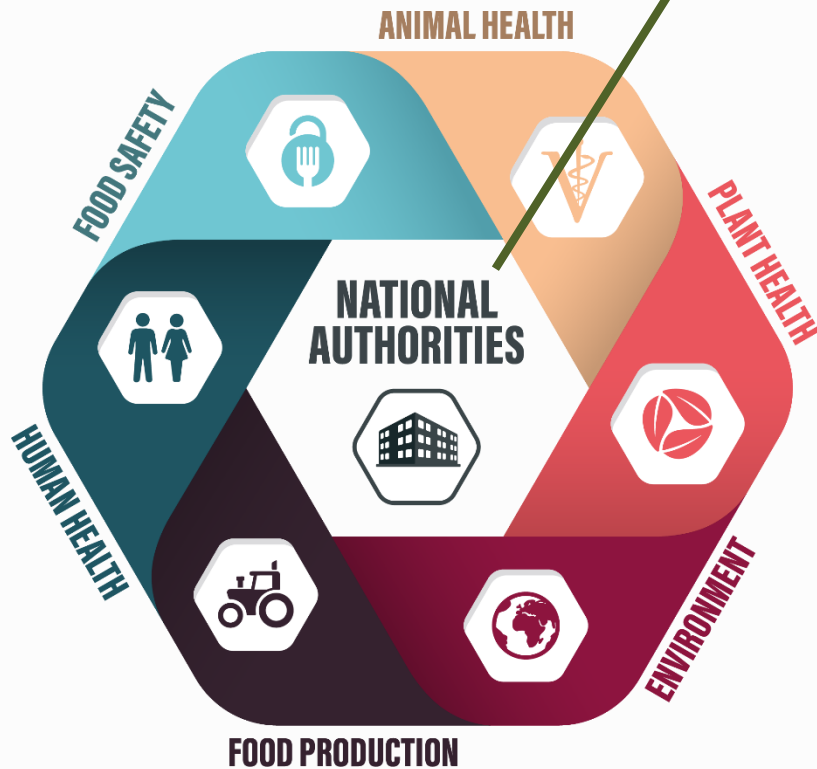 ANIMAL HEALTH
FOOD SAFETY
PLANT HEALTH
NATIONAL
AUTHORITIES
HUMAN HEALTH
ENVIRONMENT
FOOD PRODUCTION